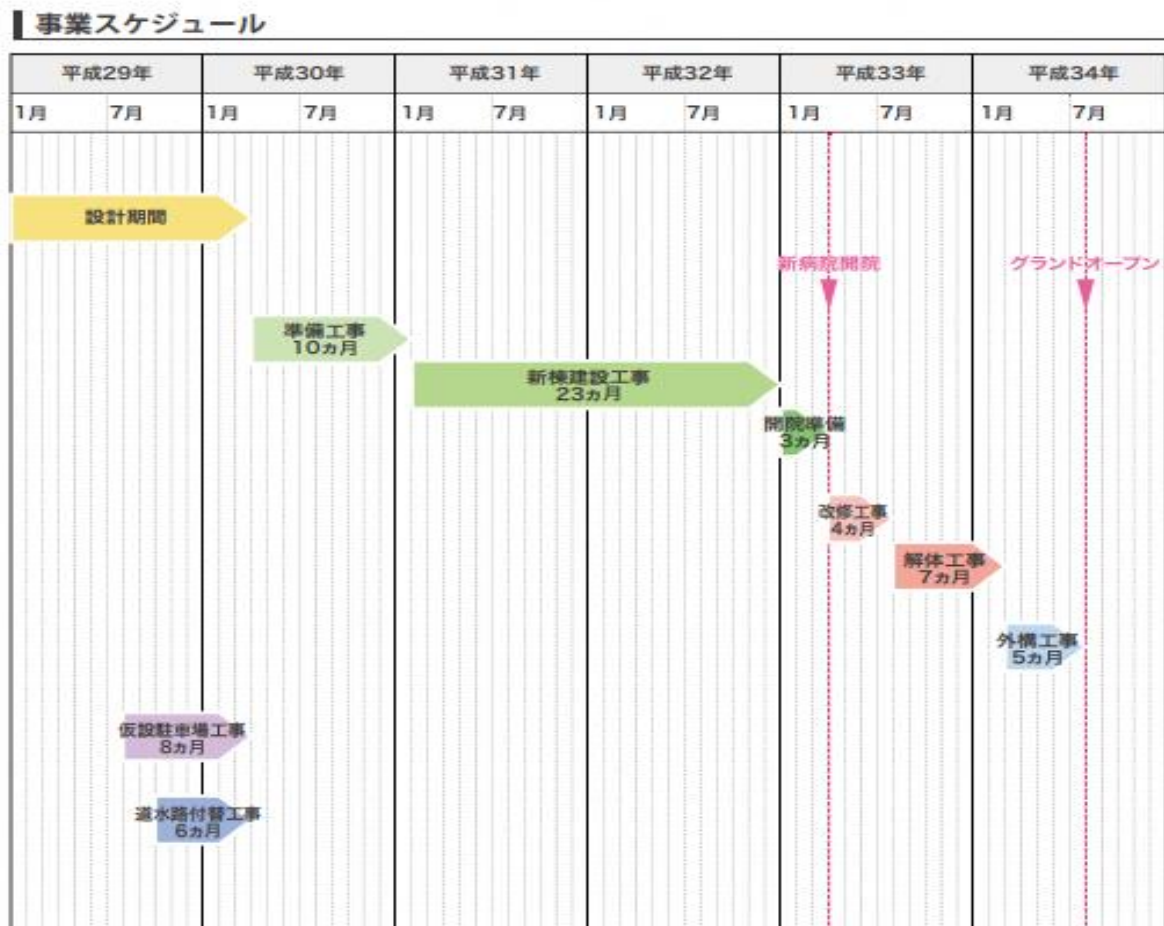 事業スケジュール
平成29年 平成30年 平成31年 平成32年 平成33年 平成34年
1月 7月 1月 7月 1月 7月 1月 7月 1月 7月 1月 7月
設計期間
新病院開院 グランドオープン
準備工事
10ヵ月
新棟建設工事
23ヵ月
開院準備
3ヵ月
改修工事
4ヵ月
解体工事
7ヵ月
外構工事
5ヵ月
仮設駐車場工事
8ヵ月
道水路付替工事
6ヵ月